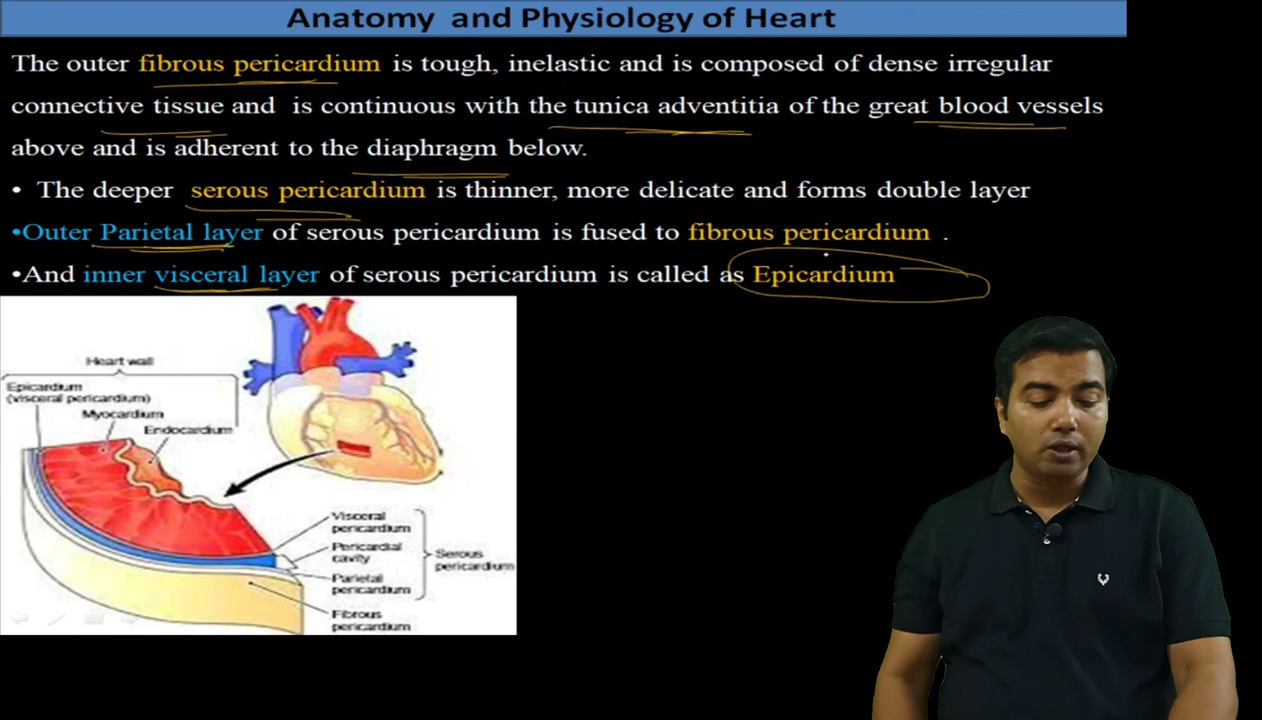 Anatomy and Physiology of Heart
The outer fibrous pericardium is tough, inelastic and is composed of dense irregular
connective tissue and is continuous with the tunica adventitia of the great blood vessels
above and is adherent to the diaphragm below.
• The deeper serous pericardium is thinner, more delicate and forms double layer
•Outer Parietal layer of serous pericardium is fused to fibrous pericardium .
•And inner visceral layer of serous pericardium is called as Epicardium
Heart wall
Epicardium
(visceral pericardium)
Myocardium
Endocardium
Visceral
pericardium
Pericardial
cavity
Serous
pericardium
Parietal
pericardium
Fibrous
pericardium